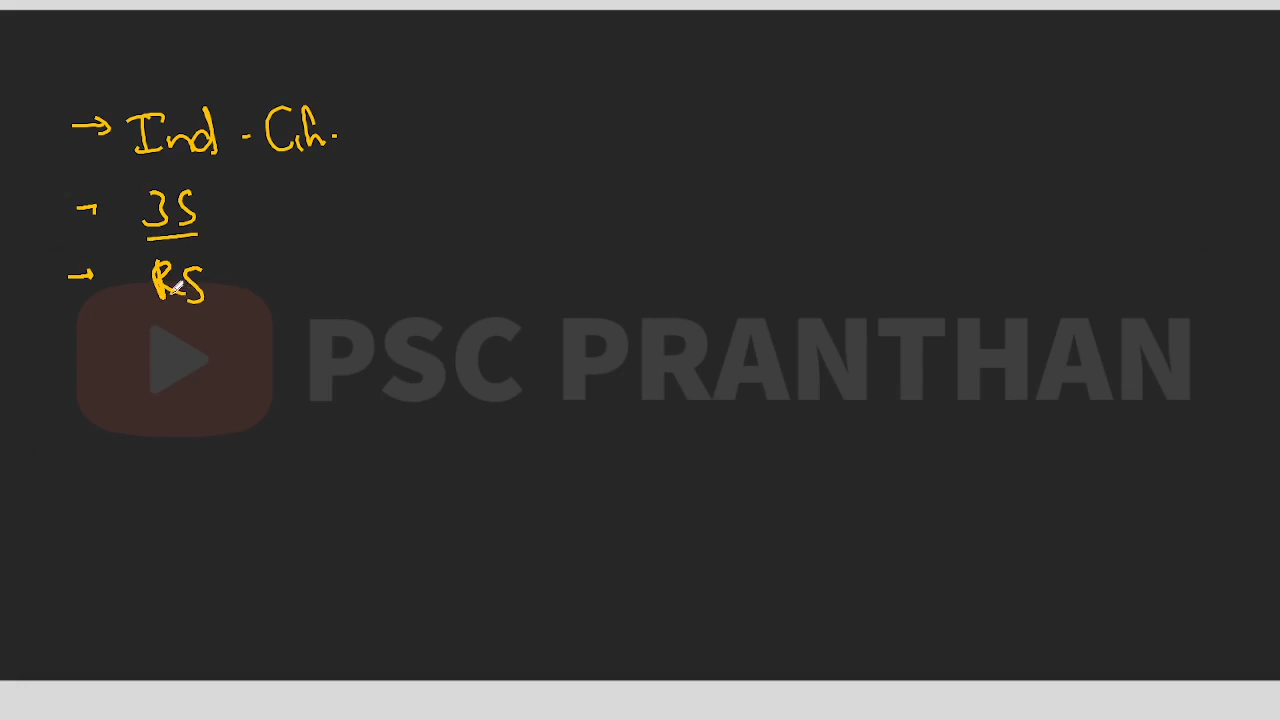 → Ind - Ch.
→ 3S
→ RS
PSC PRANTHAN